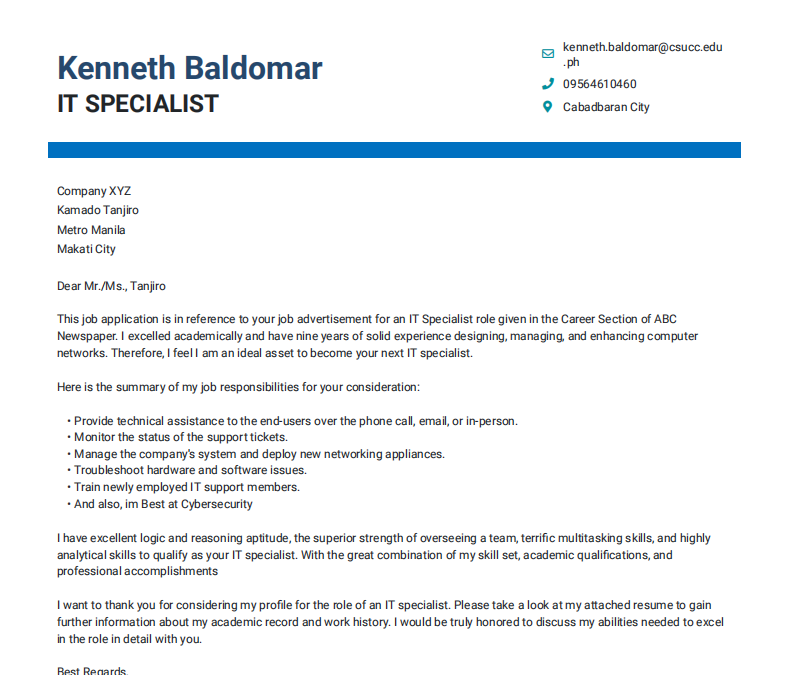 Kenneth Baldomar
IT SPECIALIST
kenneth.baldomar@csucc.edu
.ph
09564610460
Cabadbaran City
Company XYZ
Kamado Tanjiro
Metro Manila
Makati City
Dear Mr./Ms., Tanjiro
This job application is in reference to your job advertisement for an IT Specialist role given in the Career Section of ABC
Newspaper. I excelled academically and have nine years of solid experience designing, managing, and enhancing computer
networks. Therefore, I feel I am an ideal asset to become your next IT specialist.
Here is the summary of my job responsibilities for your consideration:
• Provide technical assistance to the end-users over the phone call, email, or in-person.
• Monitor the status of the support tickets.
• Manage the company's system and deploy new networking appliances.
• Troubleshoot hardware and software issues.
• Train newly employed IT support members.
• And also, im Best at Cybersecurity
I have excellent logic and reasoning aptitude, the superior strength of overseeing a team, terrific multitasking skills, and highly
analytical skills to qualify as your IT specialist. With the great combination of my skill set, academic qualifications, and
professional accomplishments
I want to thank you for considering my profile for the role of an IT specialist. Please take a look at my attached resume to gain
further information about my academic record and work history. I would be truly honored to discuss my abilities needed to excel
in the role in detail with you.
Best Regards,